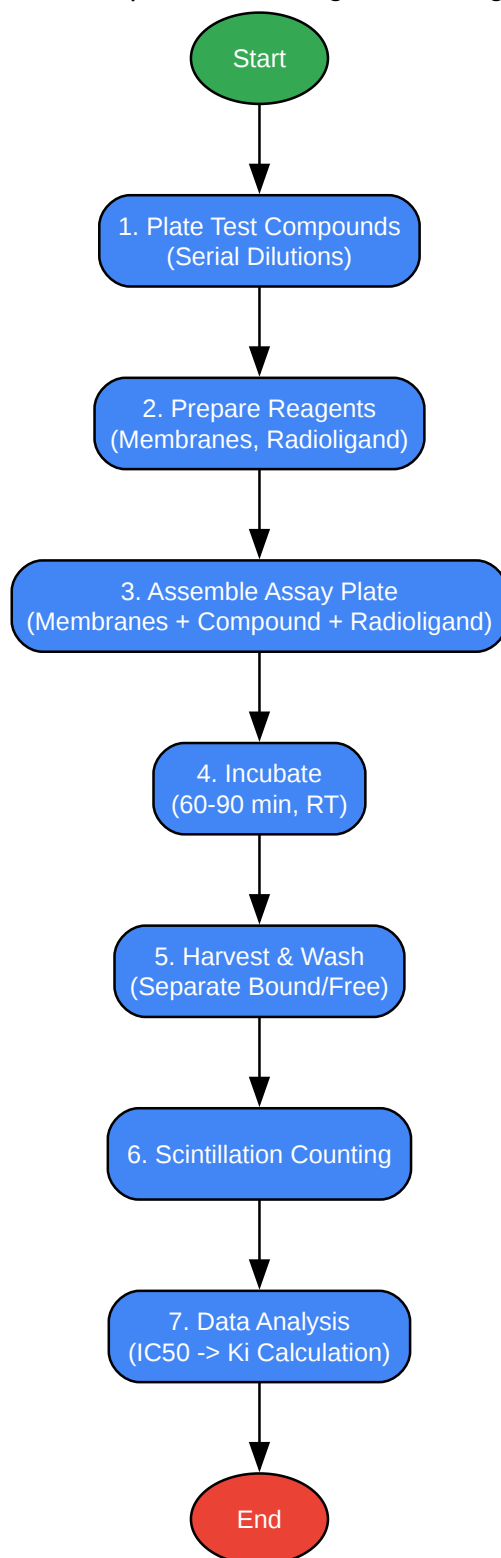 Start
1. Plate Test Compounds
(Serial Dilutions)
2. Prepare Reagents
(Membranes, Radioligand)
3. Assemble Assay Plate
(Membranes + Compound + Radioligand)
4. Incubate
(60-90 min, RT)
5. Harvest & Wash
(Separate Bound/Free)
6. Scintillation Counting
7. Data Analysis
(IC50 -> Ki Calculation)
End